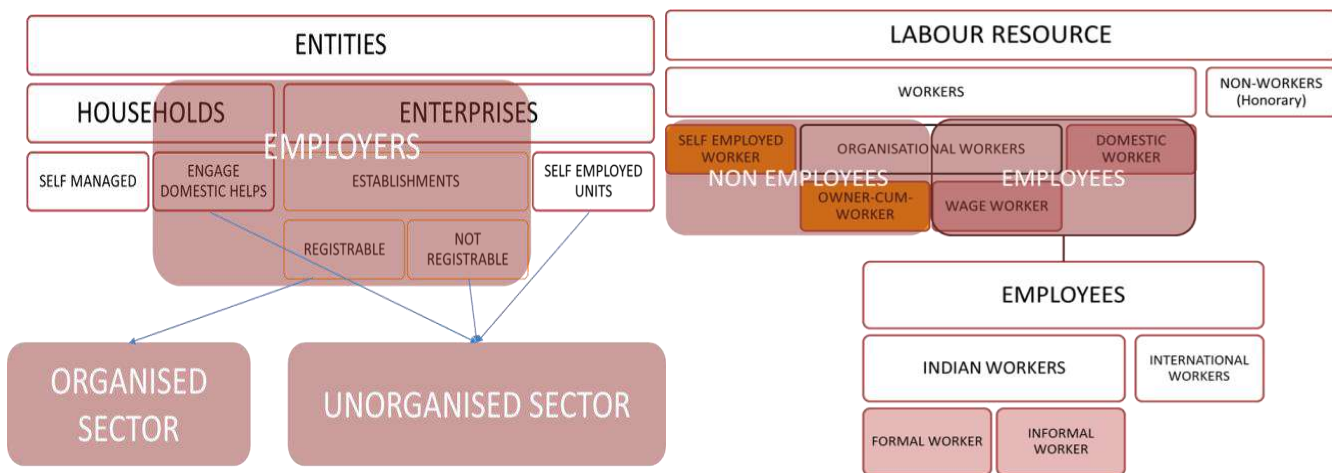 ENTITIES
HOUSEHOLDS
ENTERPRISES
EMPLOYERS
SELF MANAGED
ENGAGE
DOMESTIC HELPS
ESTABLISHMENTS
SELF EMPLOYED
UNITS
REGISTRABLE
NOT
REGISTRABLE
ORGANISED
SECTOR
UNORGANISED SECTOR
LABOUR RESOURCE
WORKERS
NON-WORKERS
(Honorary)
SELF EMPLOYED
WORKER
ORGANISATIONAL WORKERS
DOMESTIC
WORKER
NON EMPLOYEES
EMPLOYEES
OWNER-CUM-
WORKER
WAGE WORKER
EMPLOYEES
INDIAN WORKERS
INTERNATIONAL
WORKERS
FORMAL WORKER
INFORMAL
WORKER